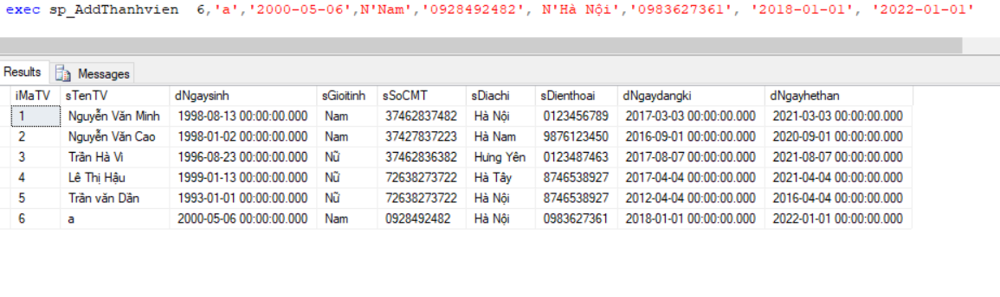 exec sp_AddThanhvien 6,'a','2000-05-06',N'Nam','0928492482', N'Hà Nội','0983627361', '2018-01-01', '2022-01-01'
Results Messages
iMaTV sTenTV dNgaysinh sGioitinh sSoCMT sDiachi sDienthoai dNgaydangki dNgayhethan
1 Nguyễn Văn Minh 1998-08-13 00:00:00.000 Nam 37462837482 Hà Nội 0123456789 2017-03-03 00:00:00.000 2021-03-03 00:00:00.000
2 Nguyễn Văn Cao 1998-01-02 00:00:00.000 Nam 37427837223 Hà Nam 9876123450 2016-09-01 00:00:00.000 2020-09-01 00:00:00.000
3 Trần Hà Vi 1996-08-23 00:00:00.000 Nữ 37462836382 Hưng Yên 0123487463 2017-08-07 00:00:00.000 2021-08-07 00:00:00.000
4 Lê Thị Hậu 1999-01-13 00:00:00.000 Nữ 72638273722 Hà Tây 8746538927 2017-04-04 00:00:00.000 2021-04-04 00:00:00.000
5 Trần văn Dần 1993-01-01 00:00:00.000 Nữ 72638273722 Hà Nội 8746538927 2012-04-04 00:00:00.000 2016-04-04 00:00:00.000
6 a 2000-05-06 00:00:00.000 Nam 0928492482 Hà Nội 0983627361 2018-01-01 00:00:00.000 2022-01-01 00:00:00.000